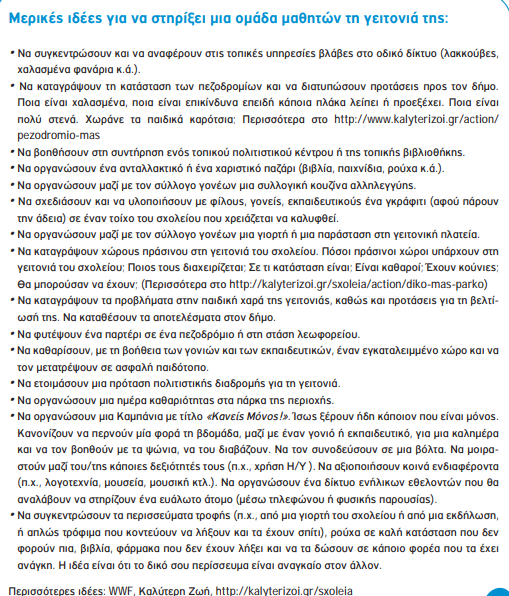 Μερικές ιδέες για να στηρίξει μια ομάδα μαθητών τη γειτονιά της:
• Να συγκεντρώσουν και να αναφέρουν στις τοπικές υπηρεσίες βλάβες στο οδικό δίκτυο (λακκούβες,
χαλασμένα φανάρια κ.ά.).
• Να καταγράψουν τη κατάσταση των πεζοδρομίων και να διατυπώσουν προτάσεις προς τον δήμο.
Ποια είναι χαλασμένα, ποια είναι επικίνδυνα επειδή κάποια πλάκα λείπει ή προεξέχει. Ποια είναι
πολύ στενά. Χωράνε τα παιδικά καρότσια; Περισσότερα στο http://www.kalyterizoi.gr/action/
pezodromio-mas
• Να βοηθήσουν στη συντήρηση ενός τοπικού πολιτιστικού κέντρου ή της τοπικής βιβλιοθήκης.
• Να οργανώσουν ένα ανταλλακτικό ή ένα χαριστικό παζάρι (βιβλία, παιχνίδια, ρούχα κ.ά.).
• Να οργανώσουν μαζί με τον σύλλογο γονέων μια συλλογική κουζίνα αλληλεγγύης.
• Να σχεδιάσουν και να υλοποιήσουν με φίλους, γονείς, εκπαιδευτικούς ένα γκράφιτι (αφού πάρουν
την άδεια) σε έναν τοίχο του σχολείου που χρειάζεται να καλυφθεί.
• Να οργανώσουν μαζί με τον σύλλογο γονέων μια γιορτή ή μια παράσταση στη γειτονική πλατεία.
• Να καταγράψουν χώρους πράσινου στη γειτονιά του σχολείου. Πόσοι πράσινοι χώροι υπάρχουν στη
γειτονιά του σχολείου; Ποιος τους διαχειρίζεται; Σε τι κατάσταση είναι; Είναι καθαροί; Έχουν κούνιες;
Θα μπορούσαν να έχουν; (Περισσότερα στο http://kalyterizoi.gr/sxoleia/action/diko-mas-parko)
• Να καταγράψουν τα προβλήματα στην παιδική χαρά της γειτονιάς, καθώς και προτάσεις για τη βελτί-
ωσή της. Να καταθέσουν τα αποτελέσματα στον δήμο.
• Να φυτέψουν ένα παρτέρι σε ένα πεζοδρόμιο ή στη στάση λεωφορείου.
• Να καθαρίσουν, με τη βοήθεια των γονιών και των εκπαιδευτικών, έναν εγκαταλειμμένο χώρο και να
τον μετατρέψουν σε ασφαλή παιδότοπο.
• Να ετοιμάσουν μια πρόταση πολιτιστικής διαδρομής για τη γειτονιά.
• Να οργανώσουν μια ημέρα καθαριότητας στα πάρκα της περιοχής.
• Να οργανώσουν μια Καμπάνια με τίτλο «Κανείς Μόνος!». Ίσως ξέρουν ήδη κάποιον που είναι μόνος.
Κανονίζουν να περνούν μία φορά τη βδομάδα, μαζί με έναν γονιό ή εκπαιδευτικό, για μια καλημέρα
και να τον βοηθούν με τα ψώνια, να του διαβάζουν. Να τον συνοδεύσουν σε μια βόλτα. Να μοιρα-
στούν μαζί του/της κάποιες δεξιότητές τους (π.χ., χρήση Η/Υ ). Να αξιοποιήσουν κοινά ενδιαφέροντα
(π.χ., λογοτεχνία, μουσεία, μουσική κτλ.). Να οργανώσουν ένα δίκτυο ενήλικων εθελοντών που θα
αναλάβουν να στηρίζουν ένα ευάλωτο άτομο (μέσω τηλεφώνου ή φυσικής παρουσίας).
• Να συγκεντρώσουν τα περισσεύματα τροφής (π.χ., από μια γιορτή του σχολείου ή από μια εκδήλωση,
ή απλώς τρόφιμα που κοντεύουν να λήξουν και τα έχουν σπίτι), ρούχα σε καλή κατάσταση που δεν
φορούν πια, βιβλία, φάρμακα που δεν έχουν λήξει και να τα δώσουν σε κάποιο φορέα που τα έχει
ανάγκη. Η ιδέα είναι ότι το δικό σου περίσσευμα είναι αναγκαίο στον άλλον.
Περισσότερες ιδέες: WWF, Καλύτερη Ζωή, http://kalyterizoi.gr/sxoleia